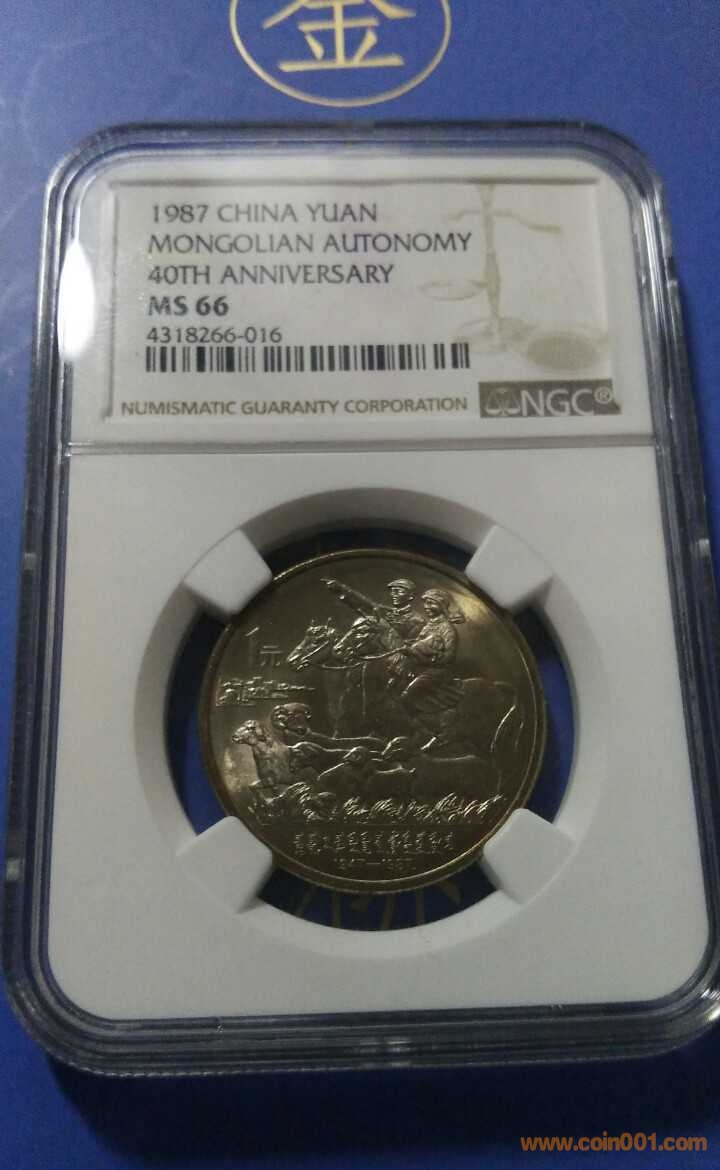 金
1987 CHINA YUAN
MONGOLIAN AUTONOMY
40TH ANNIVERSARY
MS 66
4318266-016
NUMISMATIC GUARANTY CORPORATION NGC®
1元
1947—1987
www.coin001.com